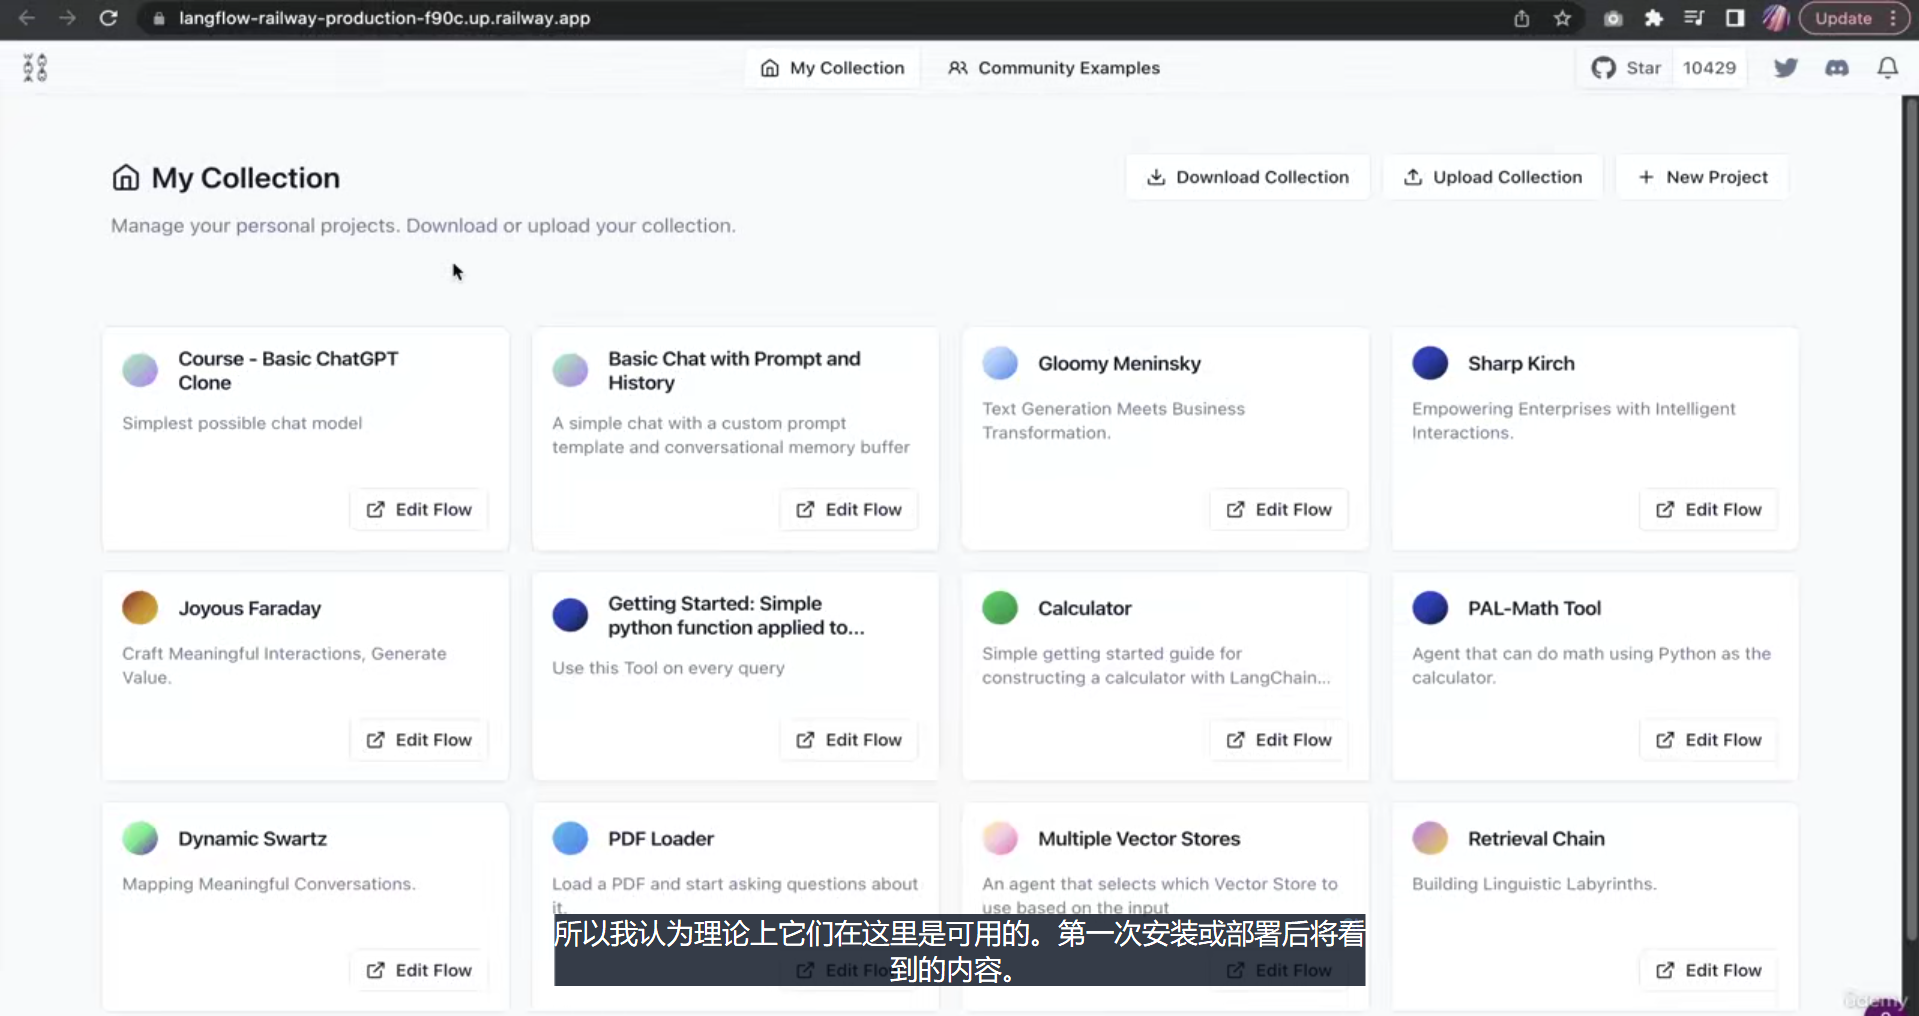 langflow-railway-production-f90c.up.railway.app
Update
My Collection
Community Examples
Star
10429
My Collection
Manage your personal projects. Download or upload your collection.
Download Collection
Upload Collection
New Project
Course - Basic ChatGPT
Clone
Simplest possible chat model
Edit Flow
Basic Chat with Prompt and
History
A simple chat with a custom prompt
template and conversational memory buffer
Edit Flow
Gloomy Meninsky
Text Generation Meets Business
Transformation.
Edit Flow
Sharp Kirch
Empowering Enterprises with Intelligent
Interactions.
Edit Flow
Joyous Faraday
Craft Meaningful Interactions, Generate
Value.
Edit Flow
Getting Started: Simple
python function applied to...
Use this Tool on every query
Edit Flow
Calculator
Simple getting started guide for
constructing a calculator with LangChain...
Edit Flow
PAL-Math Tool
Agent that can do math using Python as the
calculator.
Edit Flow
Dynamic Swartz
Mapping Meaningful Conversations.
Edit Flow
PDF Loader
Load a PDF and start asking questions about
it.
Edit Flow
Multiple Vector Stores
An agent that selects which Vector Store to
use based on the input
Edit Flow
Retrieval Chain
Building Linguistic Labyrinths.
Edit Flow
所以我认为理论上它们在这里是可用的。第一次安装或部署后将看
到的内容。
udemy